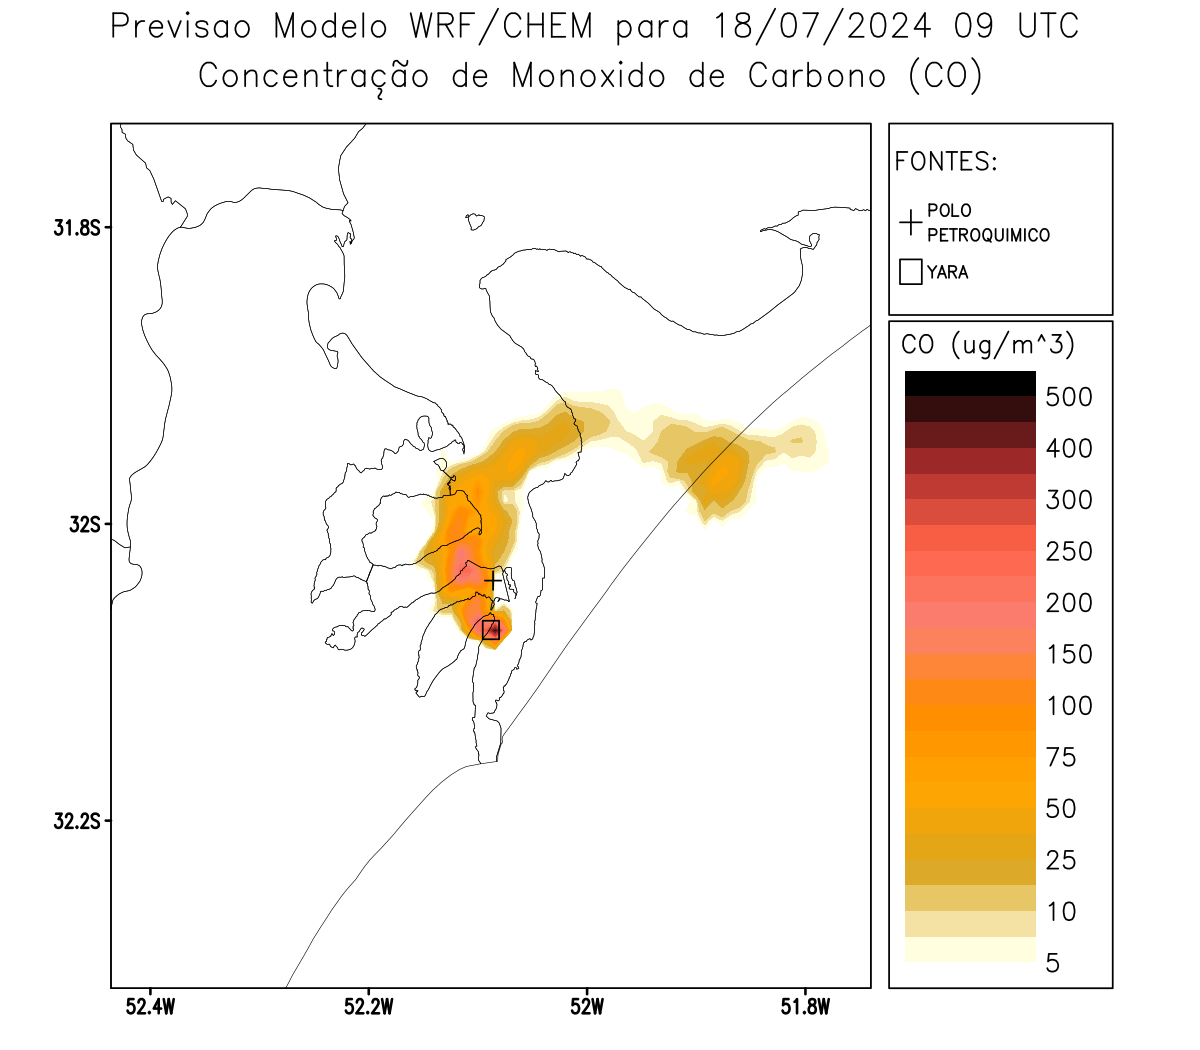 Previsao Modelo WRF/CHEM para 18/07/2024 09 UTC
Concentração de Monoxido de Carbono (CO)
FONTES:
POLO
PETROQUIMICO
YARA
31.8S
32S
32.2S
52.4W
52.2W
52W
51.8W
CO (ug/m^3)
500
400
300
250
200
150
100
75
50
25
10
5